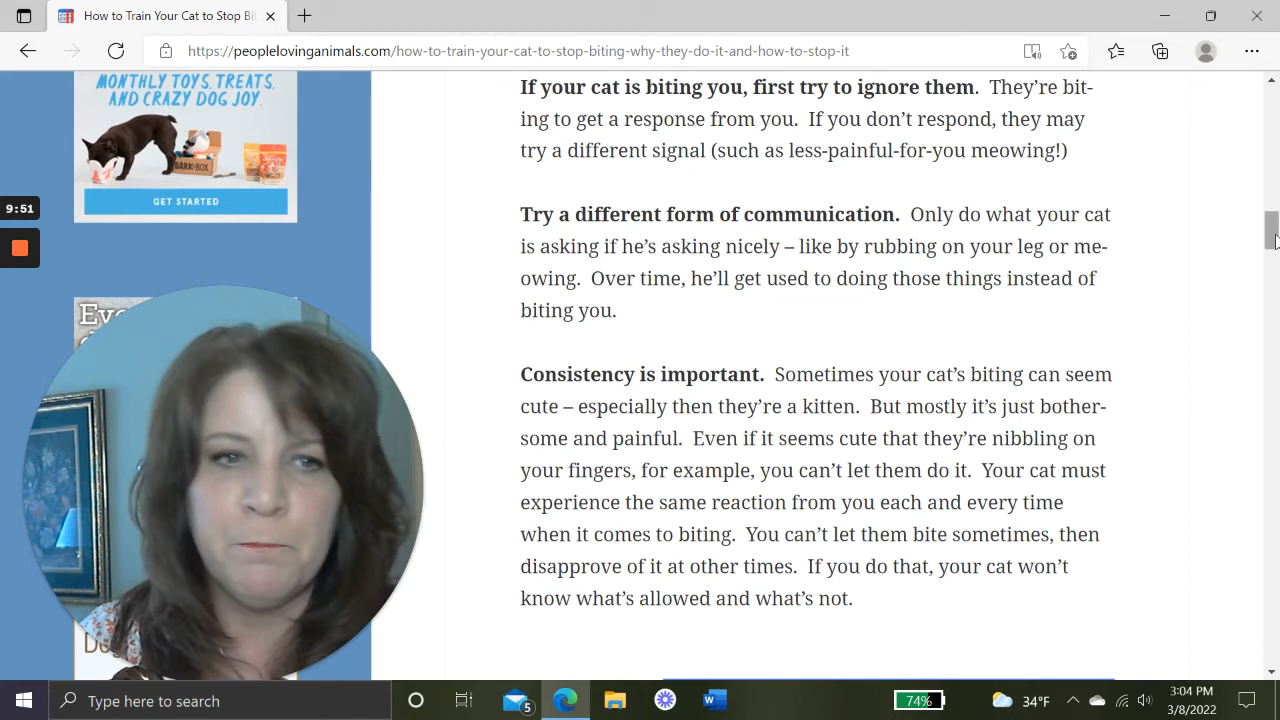 How to Train Your Cat to Stop Bi
https://peoplelovinganimals.com/how-to-train-your-cat-to-stop-biting-why-they-do-it-and-how-to-stop-it
MONTHLY TOYS, TREATS,
AND CRAZY DOG JOY.
BARK BOX
GET STARTED
9:51
If your cat is biting you, first try to ignore them. They're bit-
ing to get a response from you. If you don't respond, they may
try a different signal (such as less-painful-for-you meowing!)
Try a different form of communication. Only do what your cat
is asking if he's asking nicely – like by rubbing on your leg or me-
owing. Over time, he'll get used to doing those things instead of
biting you.
Consistency is important. Sometimes your cat's biting can seem
cute – especially then they're a kitten. But mostly it's just bother-
some and painful. Even if it seems cute that they're nibbling on
your fingers, for example, you can't let them do it. Your cat must
experience the same reaction from you each and every time
when it comes to biting. You can't let them bite sometimes, then
disapprove of it at other times. If you do that, your cat won't
know what's allowed and what's not.
Type here to search
5
74%
34°F
3:04 PM
3/8/2022